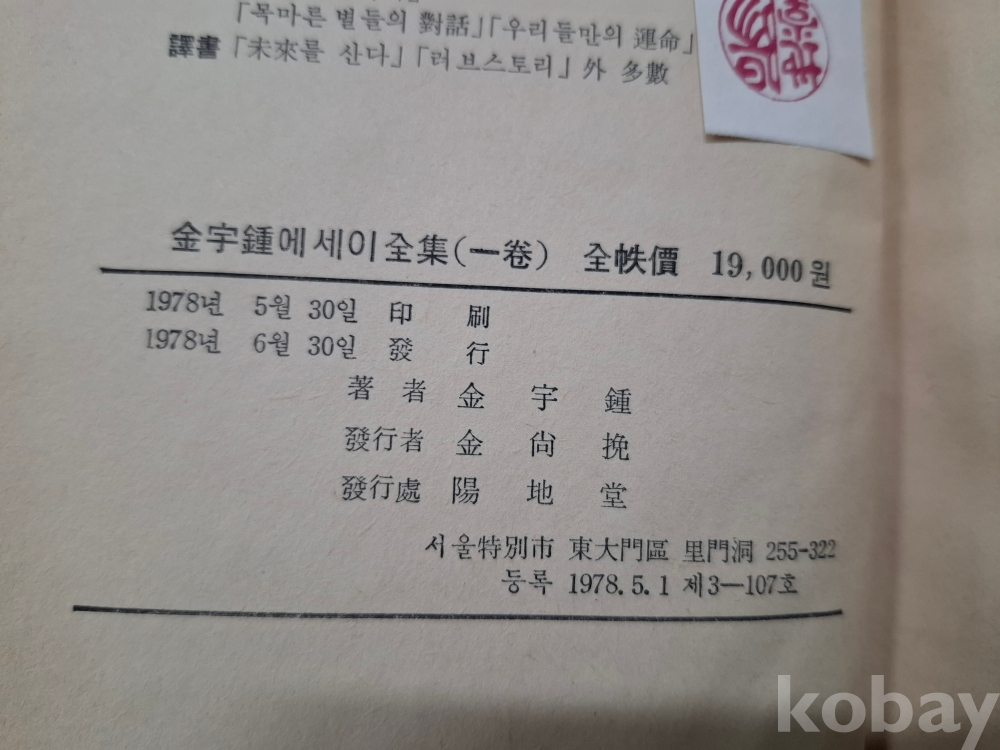 「목마른 별들의 對話」「우리들만의 運命」
譯書 「未來를 산다」「러브스토리」 外 多數
金宇鍾에세이全集(一卷) 全帙價 19,000원
1978년 5월 30일 印 刷
1978년 6월 30일 發 行
著 者 金 宇 鍾
發行者 金 尙 挽
發行處 陽 地 堂
서울特別市 東大門區 里門洞 255-322
등록 1978.5.1 제3—107호
kobay